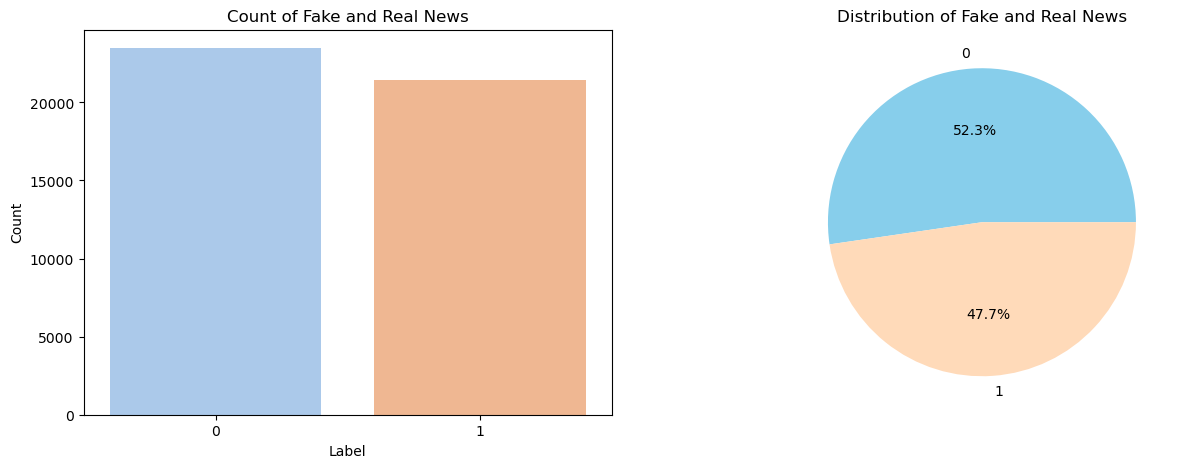 Count of Fake and Real News
Count
20000
15000
10000
5000
0
0
1
Label
Distribution of Fake and Real News
0
52.3%
47.7%
1